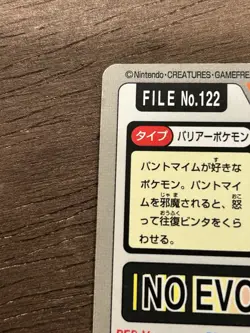 ©Nintendo・CREATURES・GAMEFRE
FILE No.122
タイプ バリアーポケモン
パントマイムが好きな
ポケモン。パントマイ
ムを邪魔されると、怒
って往復ビンタをくら
わせる。
NO EVO